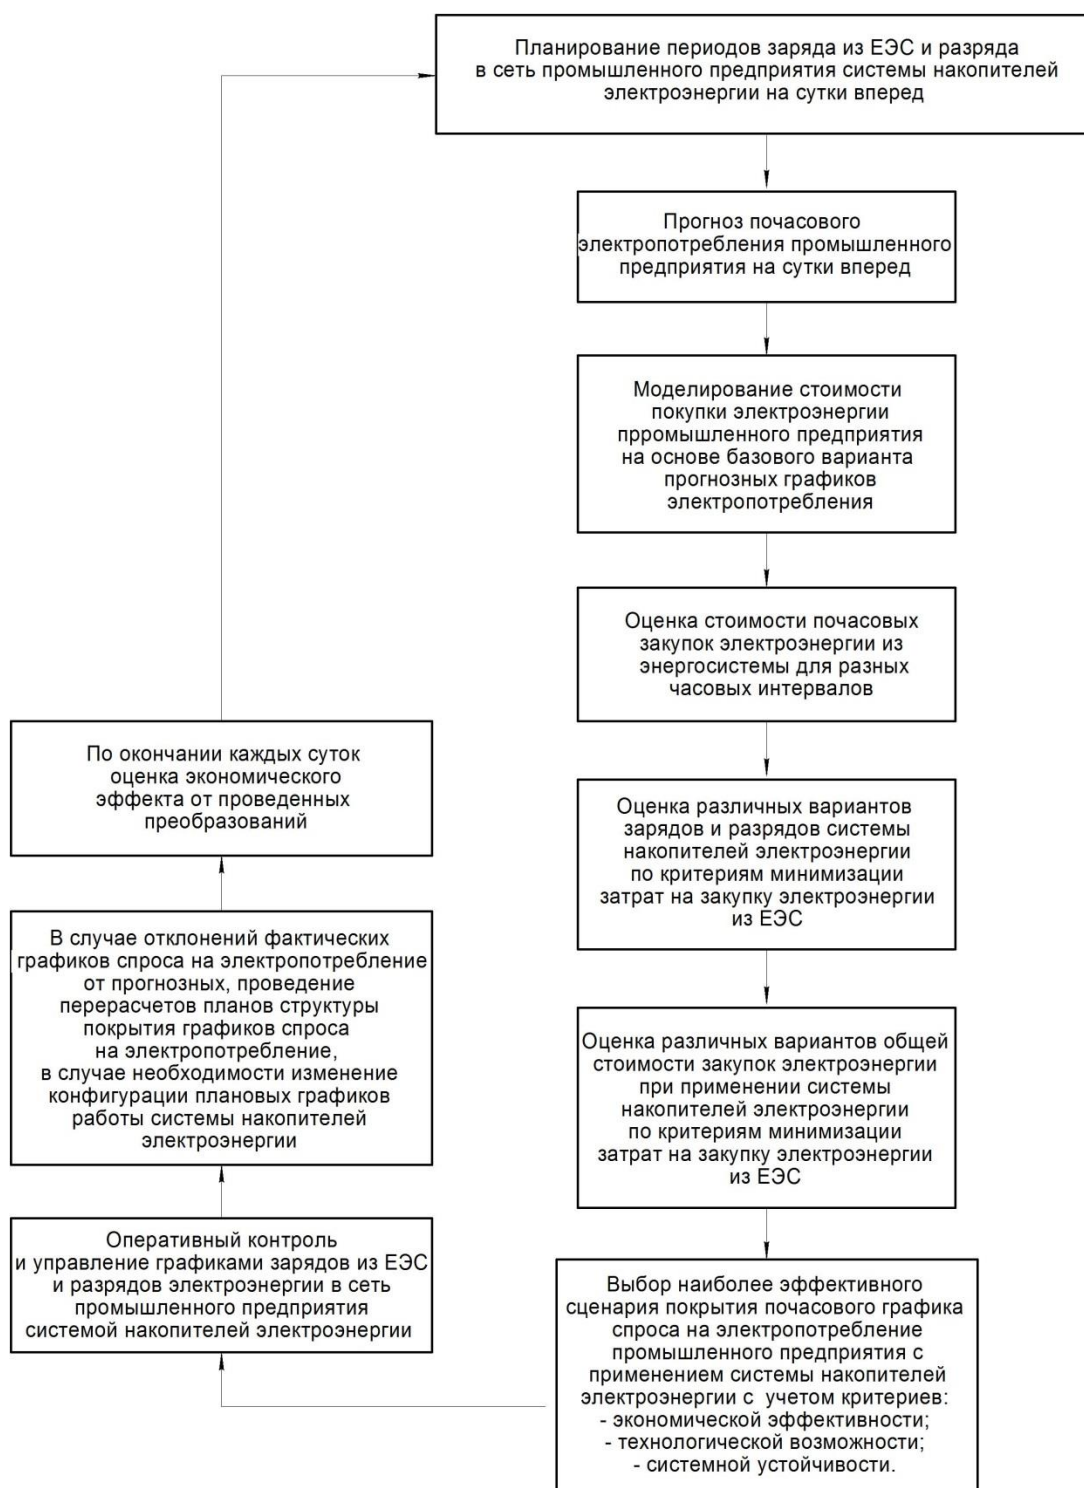 Планирование периодов заряда из ЕЭС и разряда
в сеть промышленного предприятия системы накопителей
электроэнергии на сутки вперед
Прогноз почасового
электропотребления промышленного
предприятия на сутки вперед
Моделирование стоимости
покупки электроэнергии
прромышленного предприятия
на основе базового варианта
прогнозных графиков
электропотребления
Оценка стоимости почасовых
закупок электроэнергии из
энергосистемы для разных
часовых интервалов
Оценка различных вариантов
зарядов и разрядов системы
накопителей электроэнергии
по критериям минимизации
затрат на закупку электроэнергии
из ЕЭС
Оценка различных вариантов общей
стоимости закупок электроэнергии
при применении системы
накопителей электроэнергии
по критериям минимизации
затрат на закупку электроэнергии
из ЕЭС
Выбор наиболее эффективного
сценария покрытия почасового графика
спроса на электропотребление
промышленного предприятия с
применением системы накопителей
электроэнергии с учетом критериев:
- экономической эффективности;
- технологической возможности;
- системной устойчивости.
Оперативный контроль
и управление графиками зарядов из ЕЭС
и разрядов электроэнергии в сеть
промышленного предприятия
системой накопителей электроэнергии
В случае отклонений фактических
графиков спроса на электропотребление
от прогнозных, проведение
перерасчетов планов структуры
покрытия графиков спроса
на электропотребление,
в случае необходимости изменение
конфигурации плановых графиков
работы системы накопителей
электроэнергии
По окончании каждых суток
оценка экономического
эффекта от проведенных
преобразований